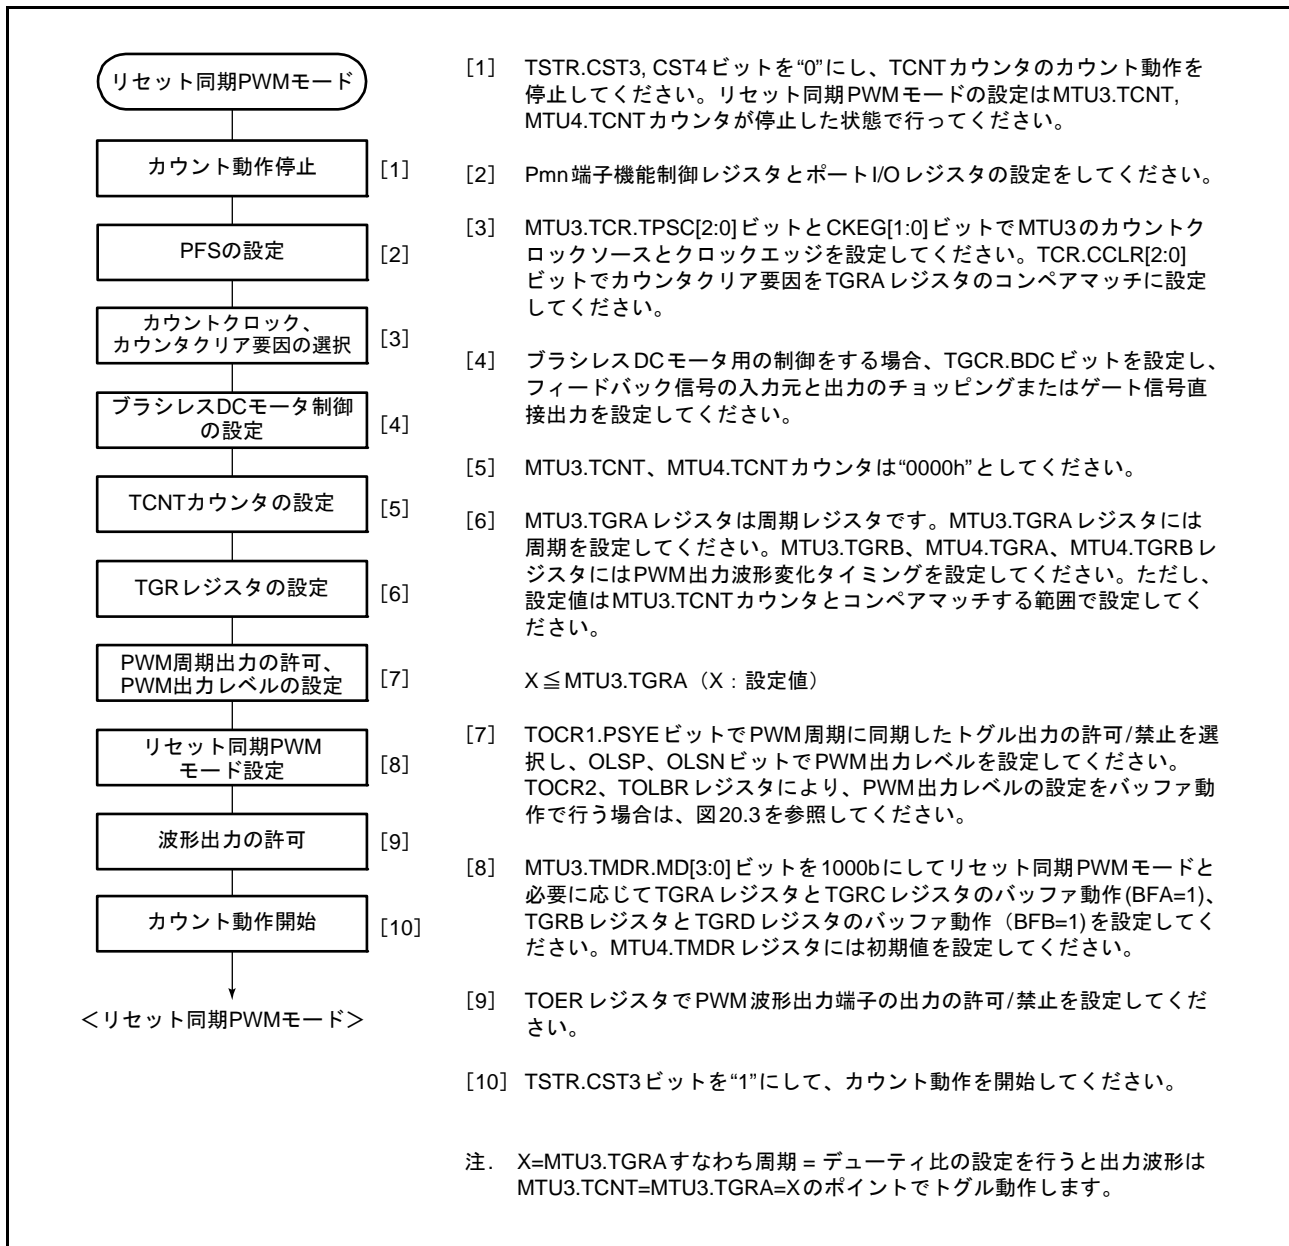 リセット同期PWMモード
カウント動作停止
[1]
PFSの設定
[2]
カウントクロック、
カウンタクリア要因の選択
[3]
ブラシレスDCモータ制御
の設定
[4]
TCNTカウンタの設定
[5]
TGRレジスタの設定
[6]
PWM周期出力の許可、
PWM出力レベルの設定
[7]
リセット同期PWM
モード設定
[8]
波形出力の許可
[9]
カウント動作開始
[10]
＜リセット同期PWMモード＞
[1] TSTR.CST3, CST4ビットを“0”にし、TCNTカウンタのカウント動作を
停止してください。リセット同期PWMモードの設定はMTU3.TCNT,
MTU4.TCNTカウンタが停止した状態で行ってください。
[2] Pmn端子機能制御レジスタとポートI/Oレジスタの設定をしてください。
[3] MTU3.TCR.TPSC[2:0]ビットとCKEG[1:0]ビットでMTU3のカウントク
ロックソースとクロックエッジを設定してください。TCR.CCLR[2:0]
ビットでカウンタクリア要因をTGRAレジスタのコンペアマッチに設定
してください。
[4] ブラシレスDCモータ用の制御をする場合、TGCR.BDCビットを設定し、
フィードバック信号の入力元と出力のチョッピングまたはゲート信号直
接出力を設定してください。
[5] MTU3.TCNT、MTU4.TCNTカウンタは“0000h”としてください。
[6] MTU3.TGRAレジスタは周期レジスタです。MTU3.TGRAレジスタには
周期を設定してください。MTU3.TGRB、MTU4.TGRA、MTU4.TGRBレ
ジスタにはPWM出力波形変化タイミングを設定してください。ただし、
設定値はMTU3.TCNTカウンタとコンペアマッチする範囲で設定してく
ださい。
X≦MTU3.TGRA（X：設定値）
[7] TOCR1.PSYEビットでPWM周期に同期したトグル出力の許可/禁止を選
択し、OLSP、OLSNビットでPWM出力レベルを設定してください。
TOCR2、TOLBRレジスタにより、PWM出力レベルの設定をバッファ動
作で行う場合は、図20.3を参照してください。
[8] MTU3.TMDR.MD[3:0]ビットを1000bにしてリセット同期PWMモードと
必要に応じてTGRAレジスタとTGRCレジスタのバッファ動作(BFA=1)、
TGRBレジスタとTGRDレジスタのバッファ動作（BFB=1)を設定してく
ださい。MTU4.TMDRレジスタには初期値を設定してください。
[9] TOERレジスタでPWM波形出力端子の出力の許可/禁止を設定してくだ
さい。
[10] TSTR.CST3ビットを“1”にして、カウント動作を開始してください。
注. X=MTU3.TGRAすなわち周期 = デューティ比の設定を行うと出力波形は
MTU3.TCNT=MTU3.TGRA=Xのポイントでトグル動作します。